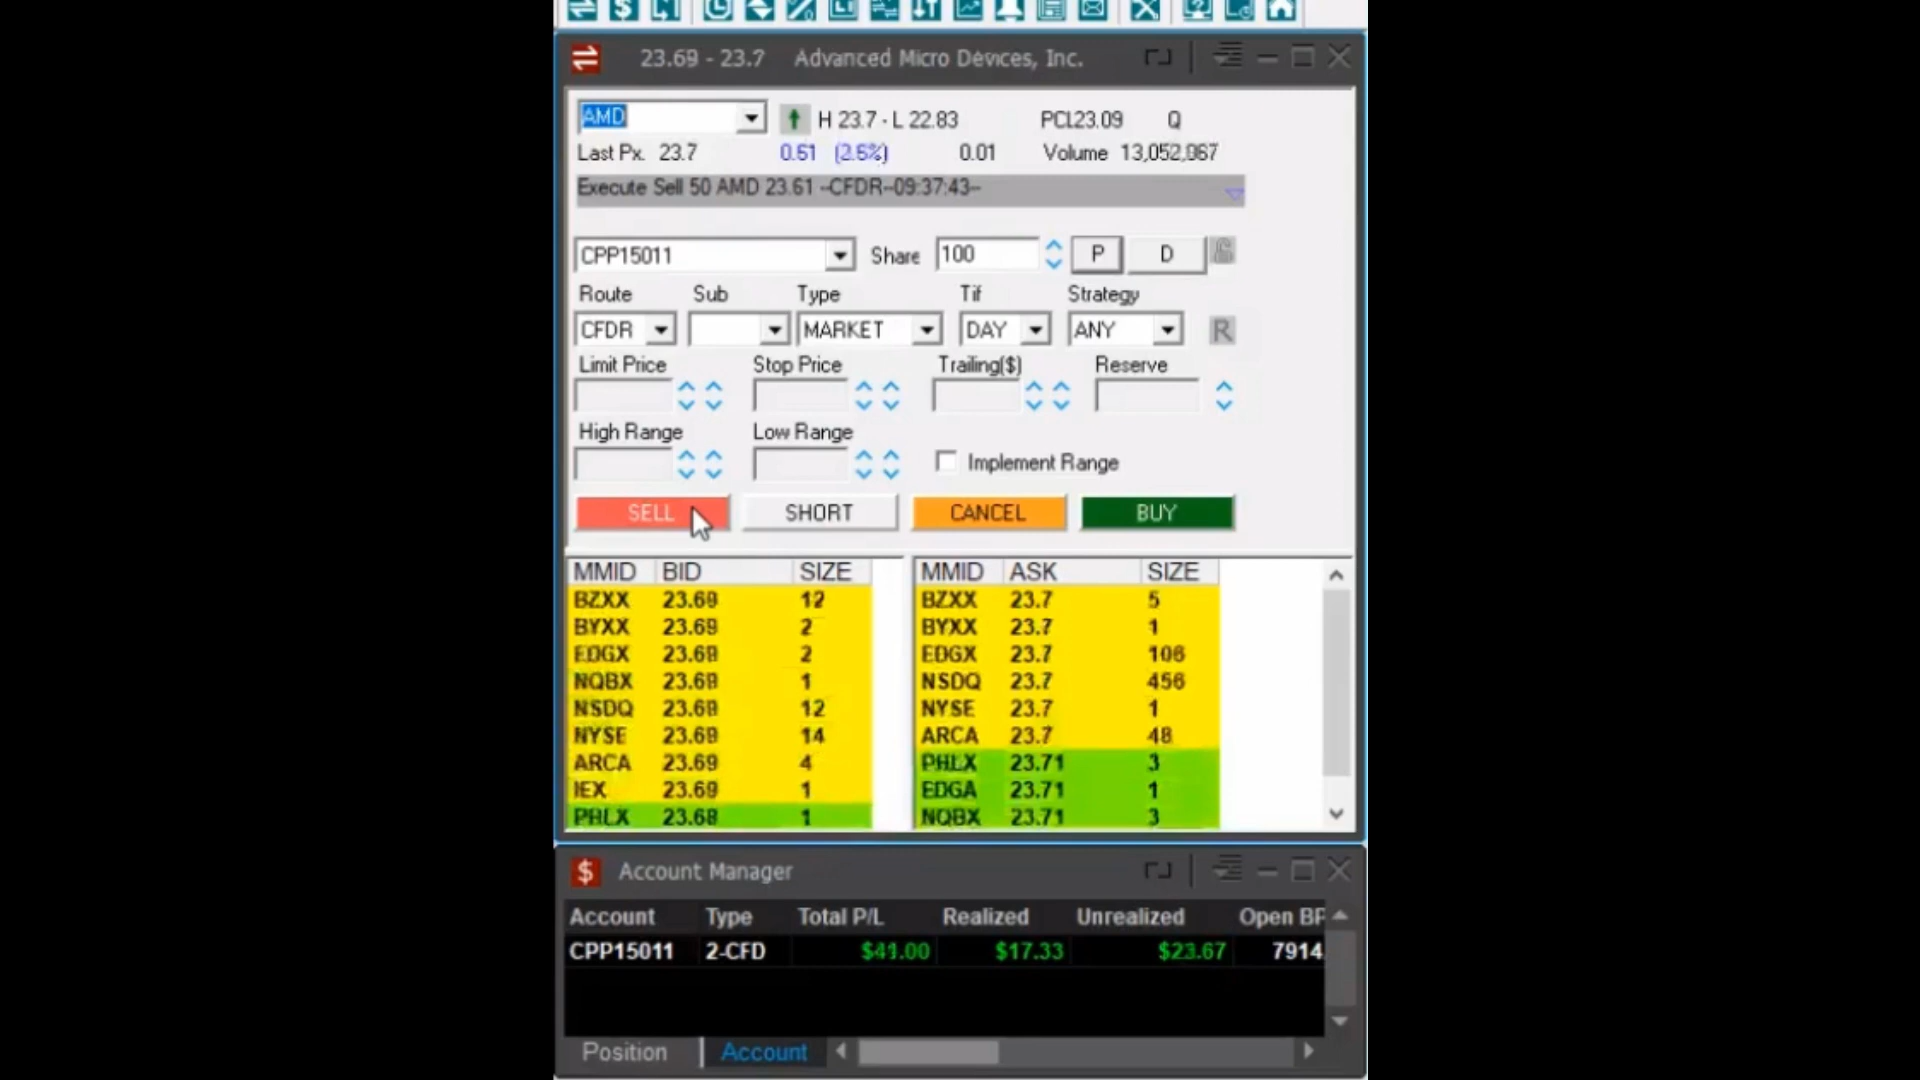 23.69 - 23.7 Advanced Micro Devices, Inc.
AMD H 23.7 - L 22.83 PCL23.09 Q
Last Px. 23.7 0.61 (2.6%) 0.01 Volume 13,052,067
Execute Sell 50 AMD 23.61 --CFDR--09:37:43--
CPP15011 Share 100 P D
Route Sub Type Tif Strategy
CFDR MARKET DAY ANY R
Limit Price Stop Price Trailing($) Reserve
High Range Low Range
Implement Range
SELL SHORT CANCEL BUY
MMID BID SIZE MMID ASK SIZE
BZXX 23.69 12 BZXX 23.7 5
BYXX 23.69 2 BYXX 23.7 1
EDGX 23.69 2 EDGX 23.7 106
NQBX 23.69 1 NSDQ 23.7 456
NSDQ 23.69 12 NYSE 23.7 1
NYSE 23.69 14 ARCA 23.7 48
ARCA 23.69 4 PHLX 23.71 3
IEX 23.69 1 EDGA 23.71 1
PHLX 23.68 1 NQBX 23.71 3
$ Account Manager
Account Type Total P/L Realized Unrealized Open BP
CPP15011 2-CFD $41.00 $17.33 $23.67 7914.
Position Account